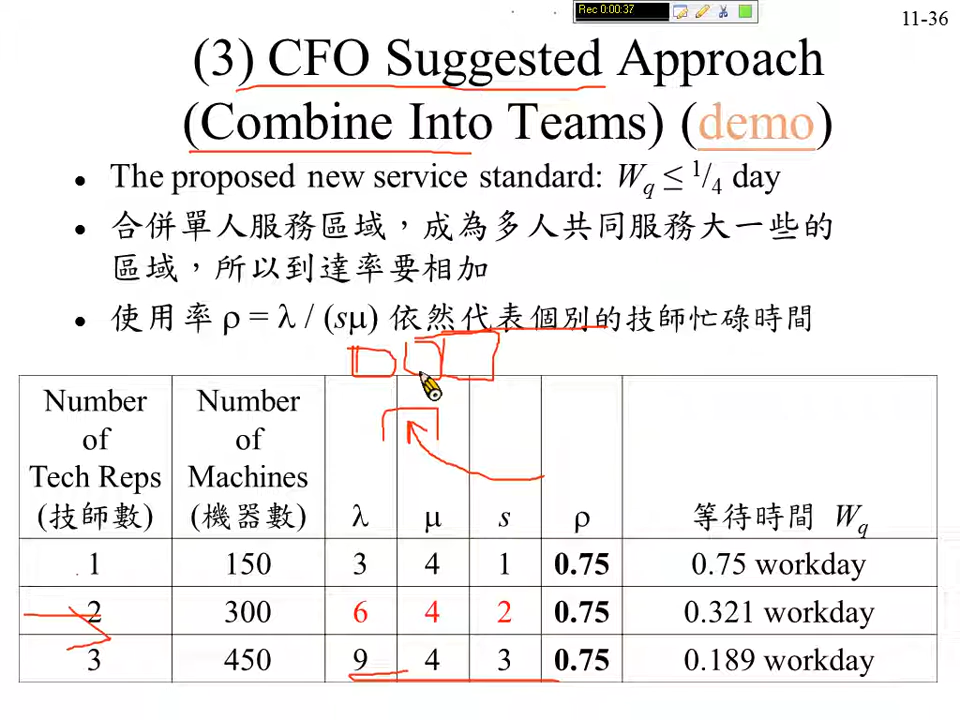 Rec 0:00:37
11-36
(3) CFO Suggested Approach
(Combine Into Teams) (demo)
• The proposed new service standard: Wq ≤ 1/4 day
• 合併單人服務區域，成為多人共同服務大一些的
區域，所以到達率要相加
• 使用率 ρ = λ / (sμ) 依然代表個別的技師忙碌時間
Number of Tech Reps (技師數) Number of Machines (機器數) λ μ s ρ 等待時間 Wq
1 150 3 4 1 0.75 0.75 workday
2 300 6 4 2 0.75 0.321 workday
3 450 9 4 3 0.75 0.189 workday